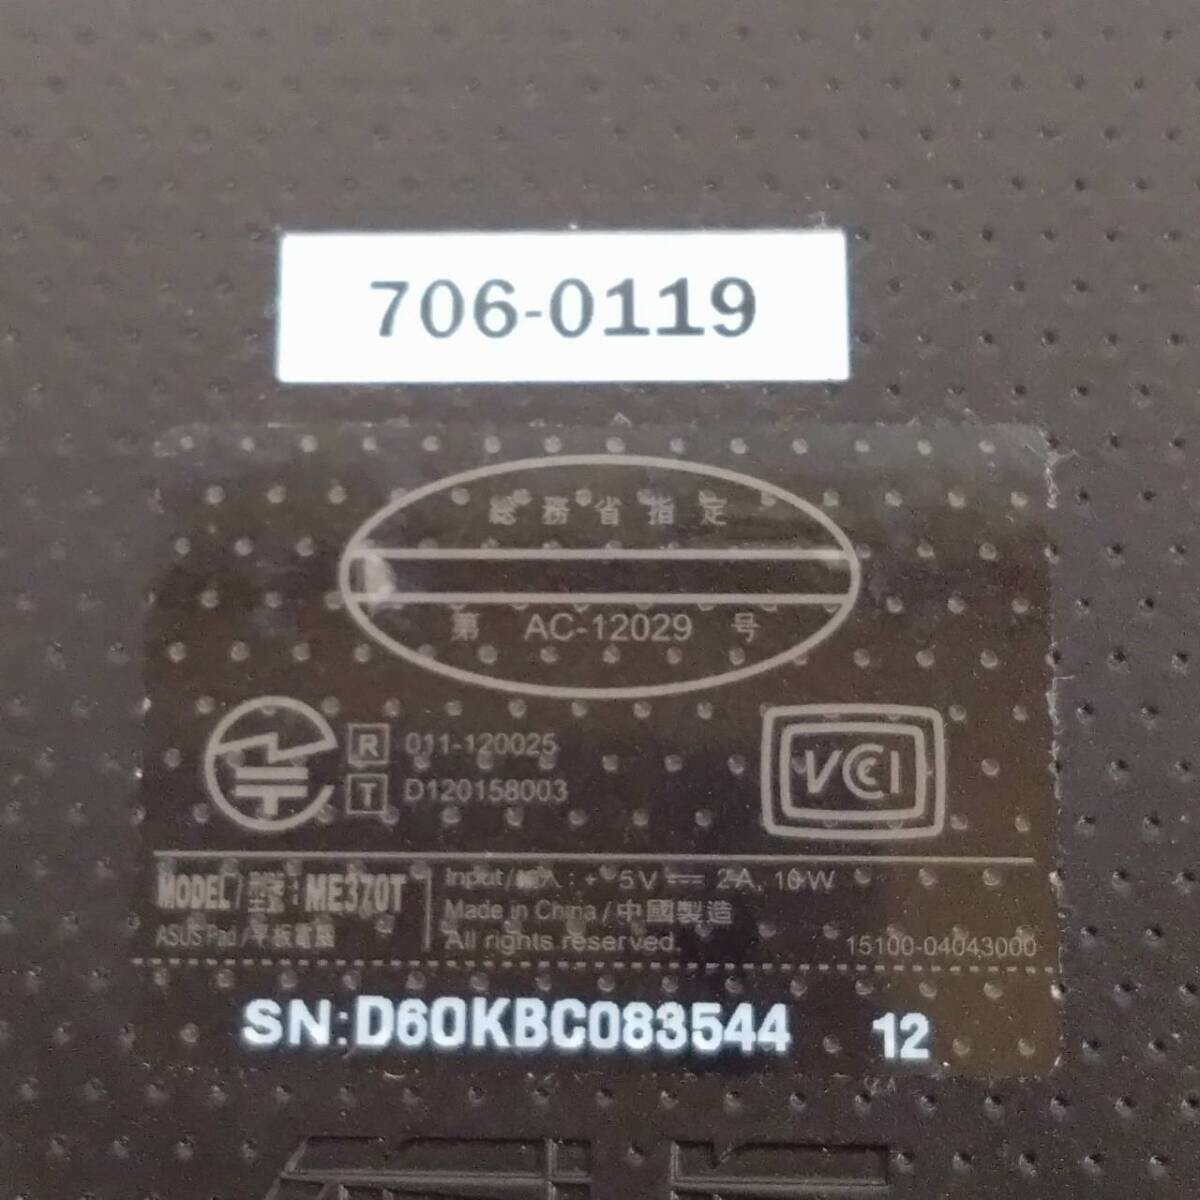 706-0119
総務省指定
第 AC-12029 号
R 011-120025
T D120158003
VCCI
MODEL/型號:ME370T
ASUS Pad/平板電腦
Input/輸入:+5V⎓2A, 10W
Made in China/中國製造
All rights reserved.
15100-04043000
SN:D60KBC083544 12